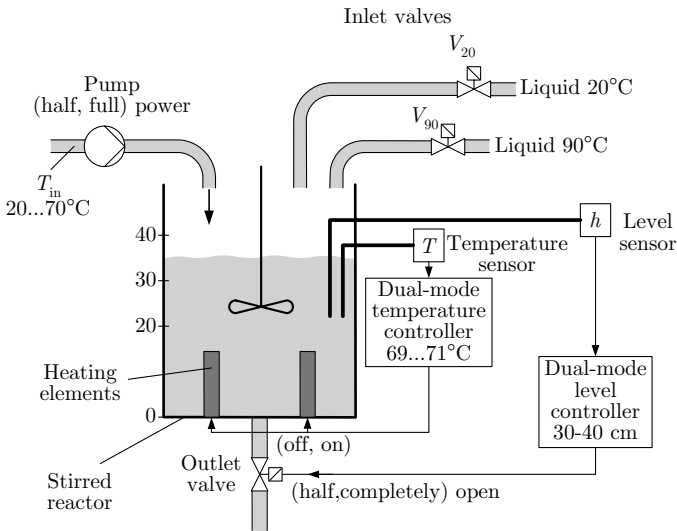 Inlet valves
V20
Pump
(half, full) power
Liquid 20°C
V90
Liquid 90°C
Tin
20...70°C
h
Level
sensor
T
Temperature
sensor
40
30
20
0
Dual-mode
temperature
controller
69...71°C
Heating
elements
Dual-mode
level
controller
30-40 cm
(off, on)
Outlet
valve
Stirred
reactor
(half,completely) open